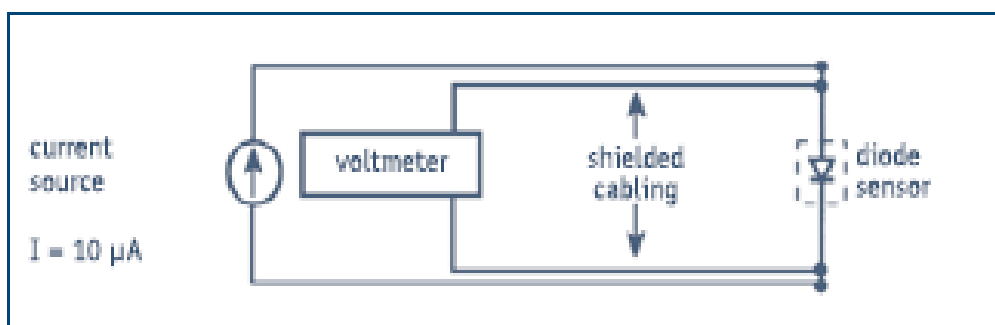 current
source
I = 10 μA
voltmeter
shielded
cabling
diode
sensor